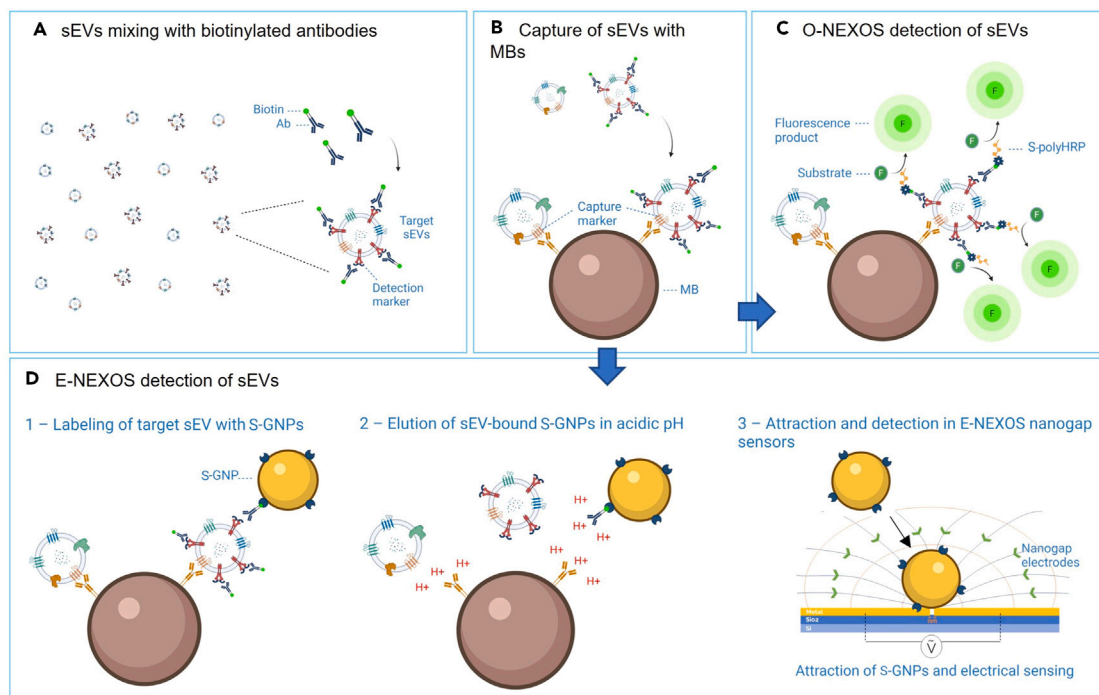 A sEVs mixing with biotinylated antibodies
Biotin
Ab
Target
sEVs
Detection
marker
B Capture of sEVs with
MBs
Capture
marker
MB
C O-NEXOS detection of sEVs
Fluorescence
product
Substrate
S-polyHRP
F
F
F
F
F
F
F
F
D E-NEXOS detection of sEVs
1 – Labeling of target sEV with S-GNPs
S-GNP
2 – Elution of sEV-bound S-GNPs in acidic pH
H+
H+
H+
H+
H+
H+
H+
H+
H+
H+
H+
H+
3 – Attraction and detection in E-NEXOS nanogap
sensors
Nanogap
electrodes
Metal
Sio2
Si
nm
Ṽ
Attraction of S-GNPs and electrical sensing